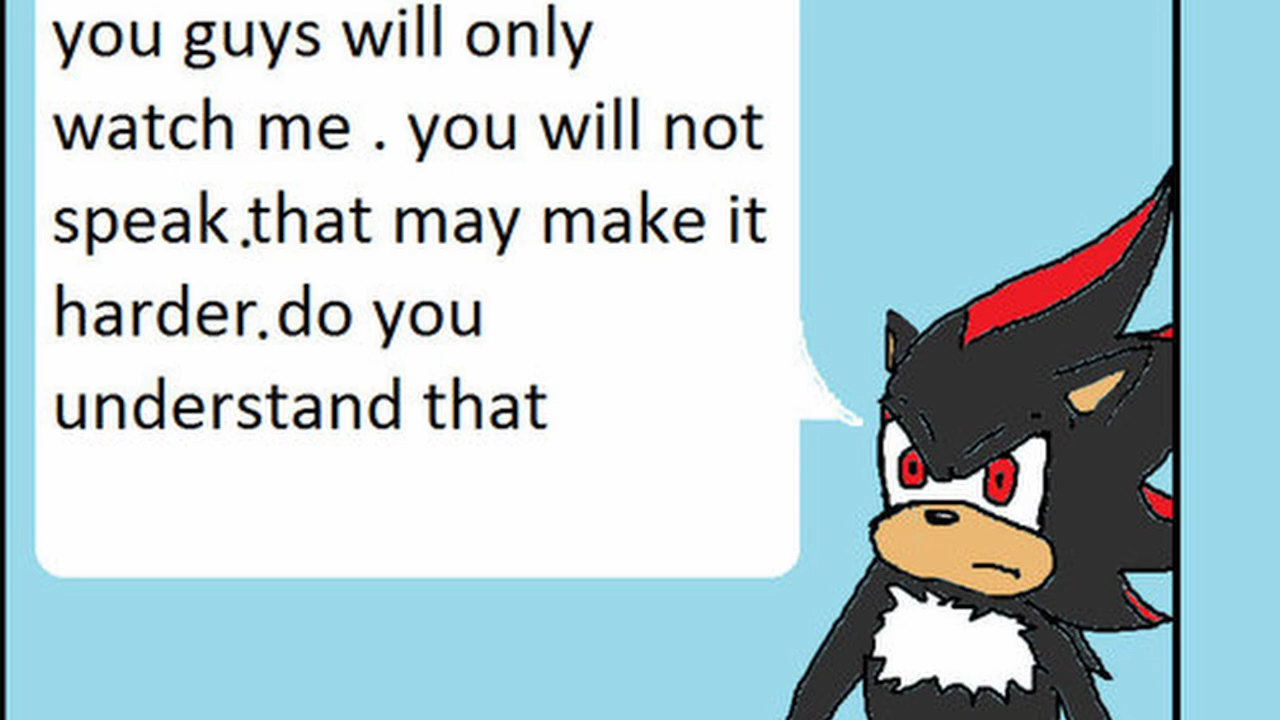 you guys will only
watch me . you will not
speak.that may make it
harder.do you
understand that